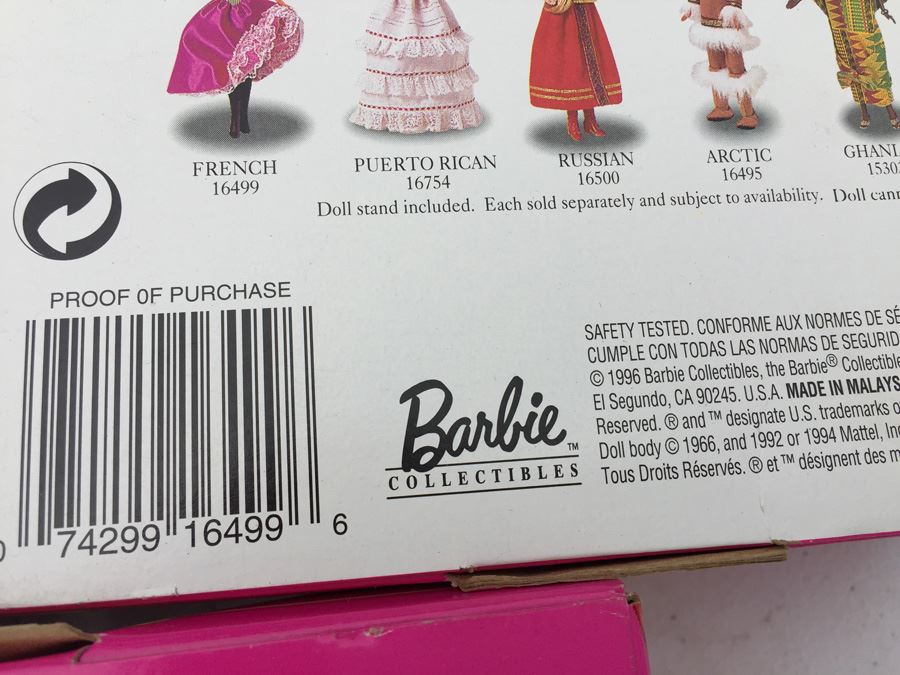 FRENCH
16499
PUERTO RICAN
16754
RUSSIAN
16500
ARCTIC
16495
Doll stand included. Each sold separately and subject to availability. Doll
PROOF OF PURCHASE
74299 16499 6
Barbie™
COLLECTIBLES
SAFETY TESTED. CONFORME AUX NORMES DE
CUMPLE CON TODAS LAS NORMAS DE
© 1996 Barbie Collectibles, the Barbie®
El Segundo, CA 90245. U.S.A. MADE IN
Reserved. ® and ™ designate U.S. trademarks
Doll body © 1966, and 1992 or 1994 Mattel,
Tous Droits Réservés. ® et ™ désignent des